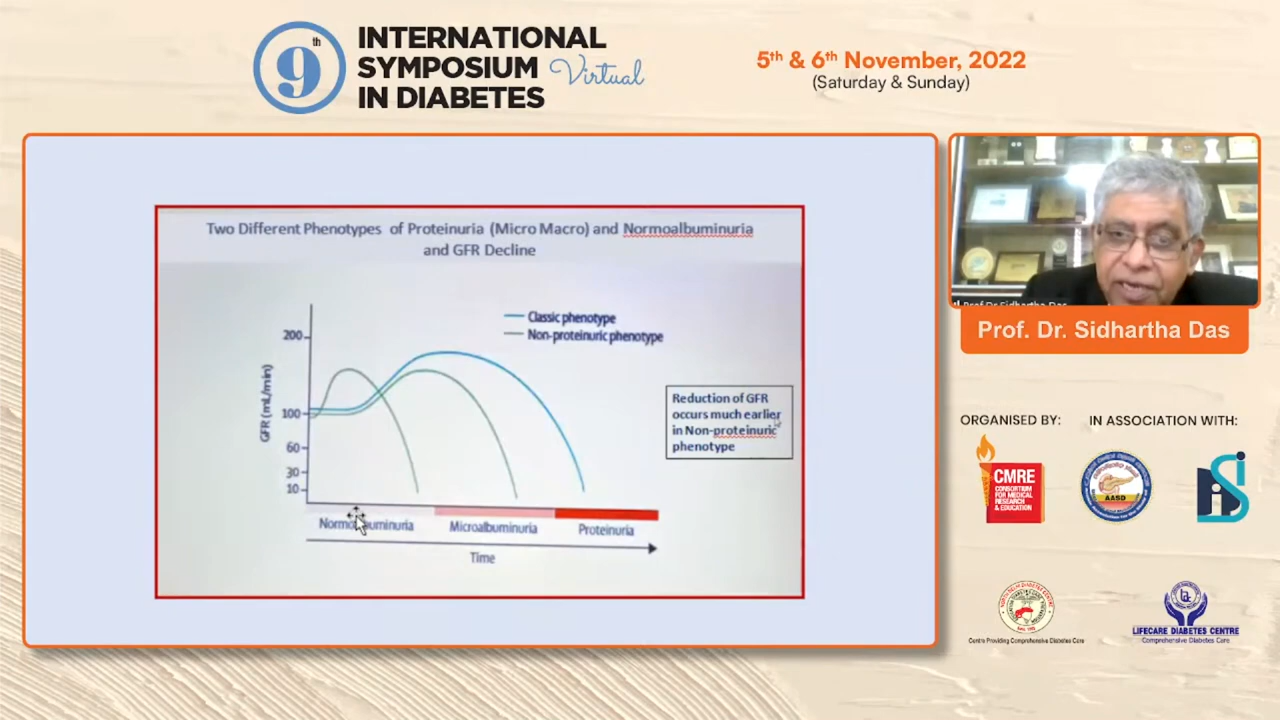 9th
INTERNATIONAL
SYMPOSIUM Virtual
IN DIABETES
5th & 6th November, 2022
(Saturday & Sunday)
Two Different Phenotypes of Proteinuria (Micro Macro) and Normoalbuminuria
and GFR Decline
Classic phenotype
Non-proteinuric phenotype
GFR (mL/min)
200
100
60
30
10
Reduction of GFR
occurs much earlier
in Non-proteinuric
phenotype
Normoalbuminuria
Microalbuminuria
Proteinuria
Time
Prof Dr Sidhartha Das
Prof. Dr. Sidhartha Das
ORGANISED BY:
IN ASSOCIATION WITH:
CMRE
CONSORTIUM
FOR MEDICAL
RESEARCH
& EDUCATION
AASD
Centre Providing Comprehensive Diabetes Care
LIFECARE DIABETES CENTRE
Comprehensive Diabetes Care